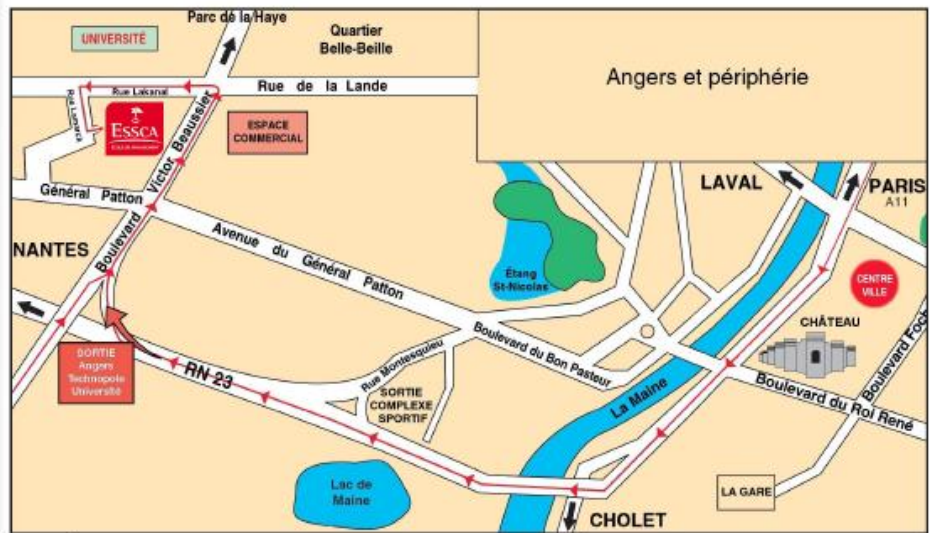 Parc de la Haye
UNIVERSITÉ
Quartier
Belle-Beille
Angers et périphérie
Rue Lakanal
Rue de la Lande
Rue Lamarck
ESSCA
ÉCOLE DE MANAGEMENT
Boulevard Victor Beaussier
ESPACE
COMMERCIAL
LAVAL
PARIS
A11
Général Patton
NANTES
Avenue du Général Patton
Étang
St-Nicolas
CENTRE
VILLE
CHÂTEAU
Boulevard Foch
SORTIE
Angers
Technopole
Université
RN 23
Rue Montesquieu
Boulevard du Bon Pasteur
La Maine
Boulevard du Roi René
SORTIE
COMPLEXE
SPORTIF
Lac de
Maine
LA GARE
CHOLET